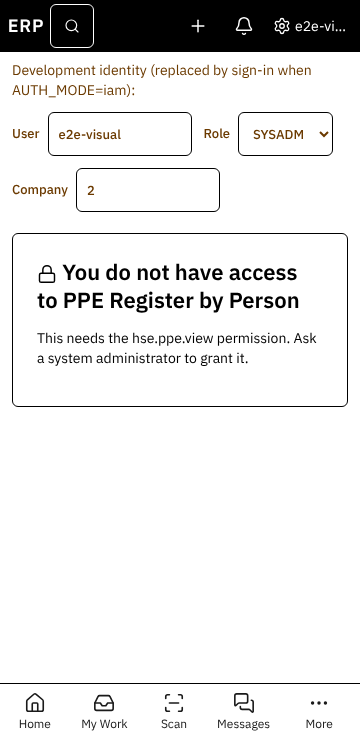 ERP
e2e-vi...
Development identity (replaced by sign-in when
AUTH_MODE=iam):
User e2e-visual Role SYSADM
Company 2
You do not have access
to PPE Register by Person
This needs the hse.ppe.view permission. Ask
a system administrator to grant it.
Home My Work Scan Messages More